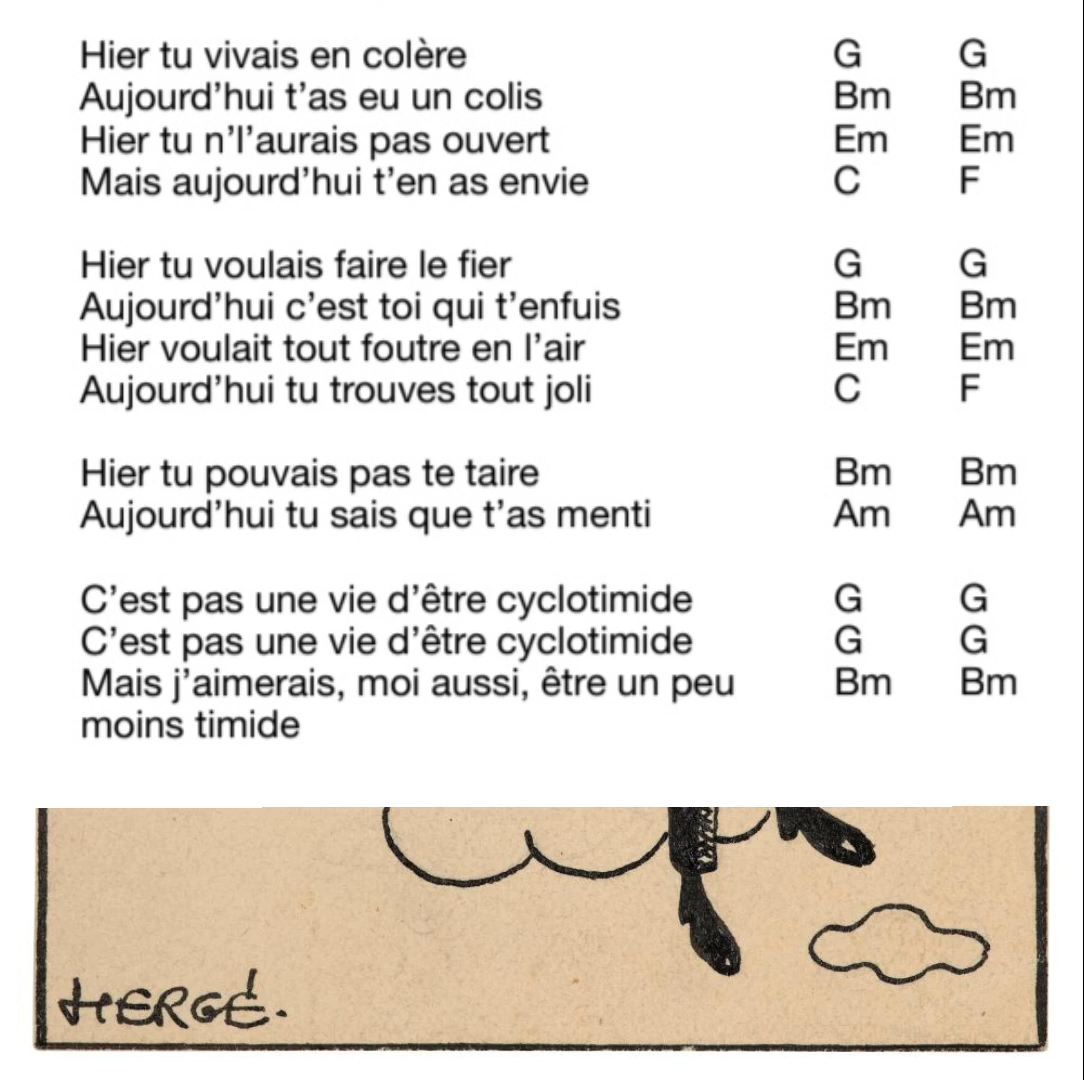 Hier tu vivais en colère G G
Aujourd’hui t’as eu un colis Bm Bm
Hier tu n’l’aurais pas ouvert Em Em
Mais aujourd’hui t’en as envie C F
Hier tu voulais faire le fier G G
Aujourd’hui c’est toi qui t’enfuis Bm Bm
Hier voulait tout foutre en l’air Em Em
Aujourd’hui tu trouves tout joli C F
Hier tu pouvais pas te taire Bm Bm
Aujourd’hui tu sais que t’as menti Am Am
C’est pas une vie d’être cyclotimide G G
C’est pas une vie d’être cyclotimide G G
Mais j’aimerais, moi aussi, être un peu Bm Bm
moins timide
HERGÉ.